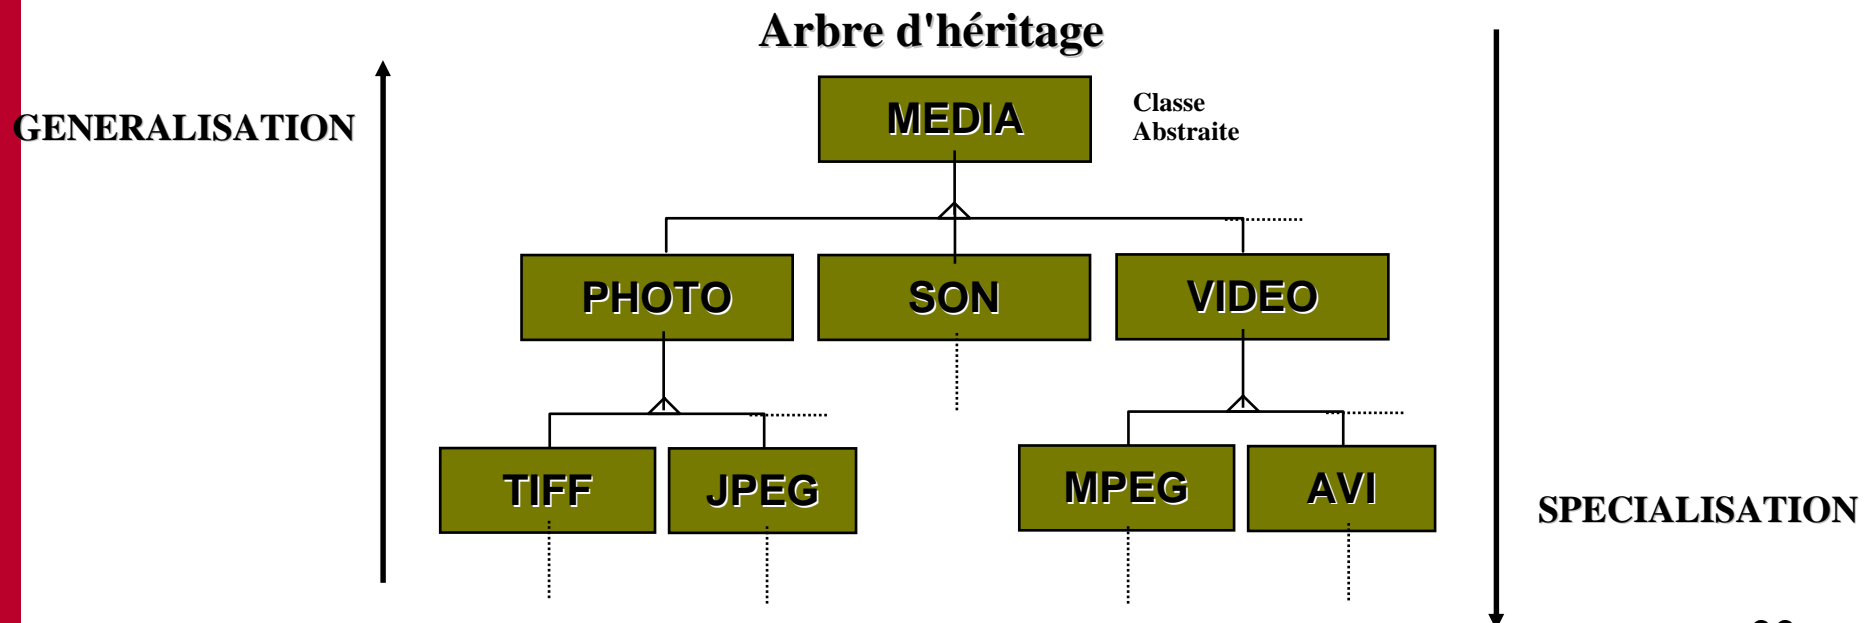 Arbre d'héritage
GENERALISATION
MEDIA
Classe
Abstraite
PHOTO
SON
VIDEO
TIFF
JPEG
MPEG
AVI
SPECIALISATION